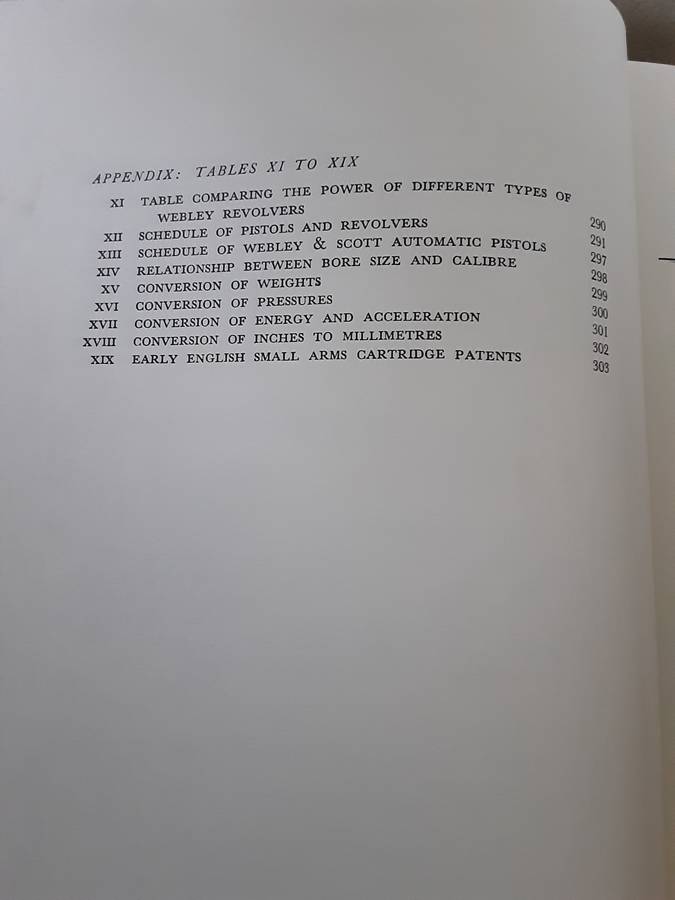 APPENDIX: TABLES XI TO XIX
XI TABLE COMPARING THE POWER OF DIFFERENT TYPES OF
WEBLEY REVOLVERS 290
XII SCHEDULE OF PISTOLS AND REVOLVERS 291
XIII SCHEDULE OF WEBLEY & SCOTT AUTOMATIC PISTOLS 297
XIV RELATIONSHIP BETWEEN BORE SIZE AND CALIBRE 298
XV CONVERSION OF WEIGHTS 299
XVI CONVERSION OF PRESSURES 300
XVII CONVERSION OF ENERGY AND ACCELERATION 301
XVIII CONVERSION OF INCHES TO MILLIMETRES 302
XIX EARLY ENGLISH SMALL ARMS CARTRIDGE PATENTS 303